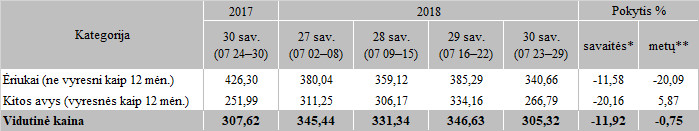 Kategorija 2017 2018 Pokytis %
30 sav. (07 24–30) 27 sav. (07 02–08) 28 sav. (07 09–15) 29 sav. (07 16–22) 30 sav. (07 23–29) savaitės* metų**
Ėriukai (ne vyresni kaip 12 mėn.) 426,30 380,04 359,12 385,29 340,66 -11,58 -20,09
Kitos avys (vyresnės kaip 12 mėn.) 251,99 311,25 306,17 334,16 266,79 -20,16 5,87
Vidutinė kaina 307,62 345,44 331,34 346,63 305,32 -11,92 -0,75